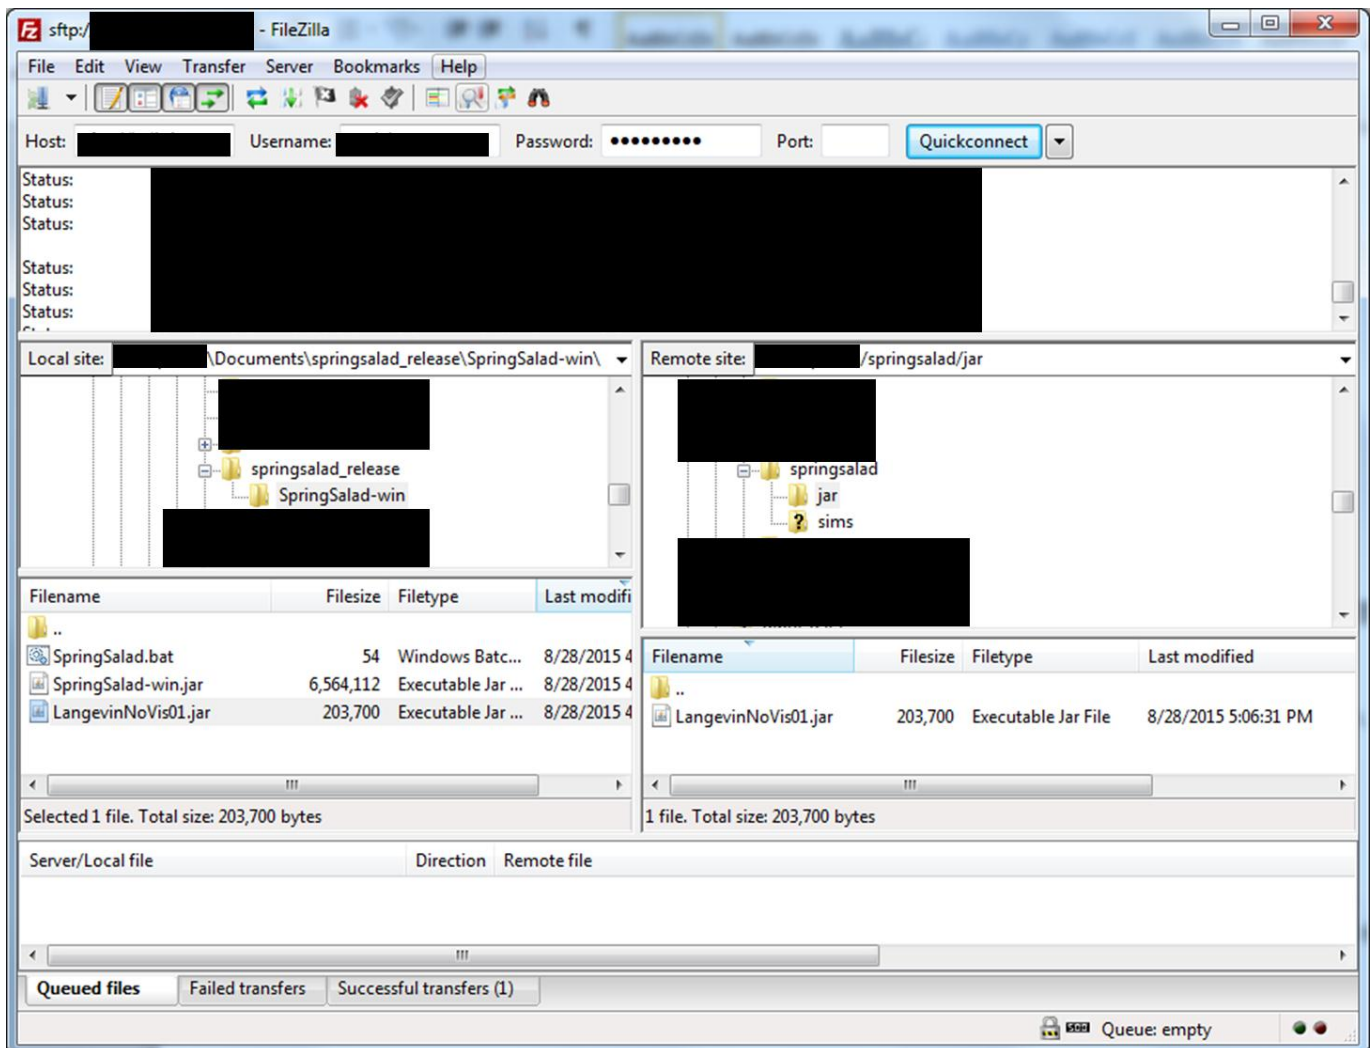 sftp:/ - FileZilla
File Edit View Transfer Server Bookmarks Help
Host: Username: Password: ●●●●●●●●● Port: Quickconnect
Status:
Status:
Status:
Status:
Status:
Status:
Local site: \Documents\springsalad_release\SpringSalad-win\
Remote site: /springsalad/jar
springsalad_release
SpringSalad-win
springsalad
jar
sims
Filename Filesize Filetype Last modifi
..
SpringSalad.bat 54 Windows Batc... 8/28/2015 4
SpringSalad-win.jar 6,564,112 Executable Jar ... 8/28/2015 4
LangevinNoVis01.jar 203,700 Executable Jar ... 8/28/2015 4
Selected 1 file. Total size: 203,700 bytes
Filename Filesize Filetype Last modified
..
LangevinNoVis01.jar 203,700 Executable Jar File 8/28/2015 5:06:31 PM
1 file. Total size: 203,700 bytes
Server/Local file Direction Remote file
Queued files Failed transfers Successful transfers (1)
Queue: empty